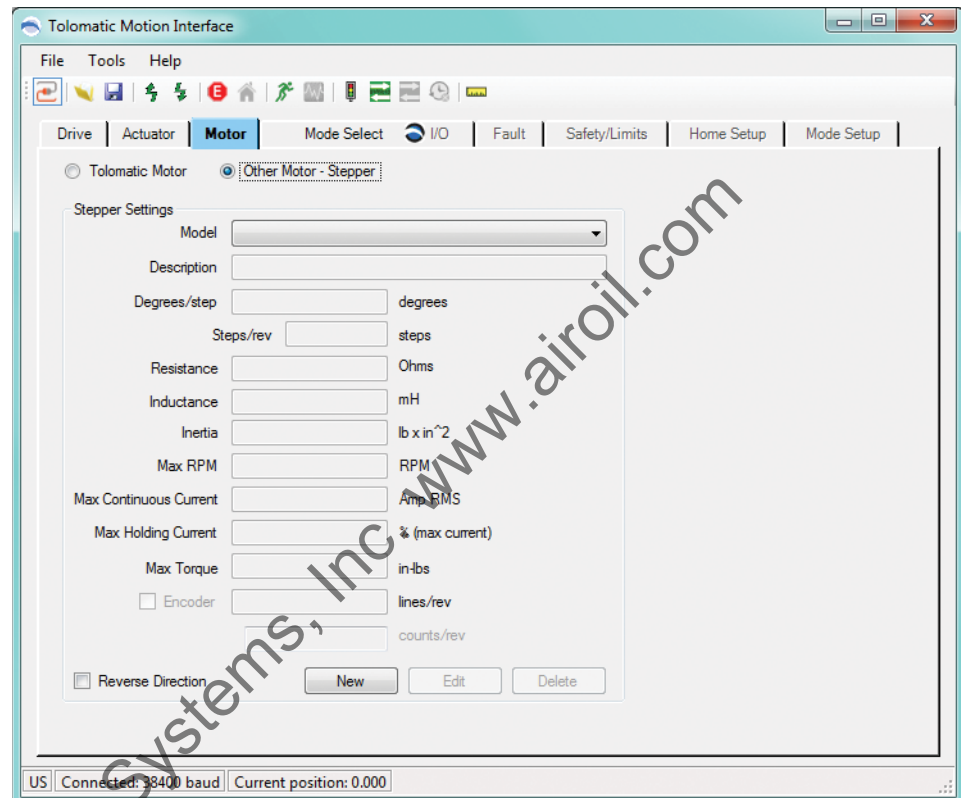 Tolomatic Motion Interface
File Tools Help
Drive Actuator Motor Mode Select I/O Fault Safety/Limits Home Setup Mode Setup
Tolomatic Motor Other Motor - Stepper
Stepper Settings
Model
Description
Degrees/step degrees
Steps/rev steps
Resistance Ohms
Inductance mH
Inertia lb x in^2
Max RPM RPM
Max Continuous Current Amp RMS
Max Holding Current % (max current)
Max Torque in-lbs
Encoder lines/rev
counts/rev
Reverse Direction New Edit Delete
US Connected: 38400 baud Current position: 0.000
Systems, Inc www.airoil.com